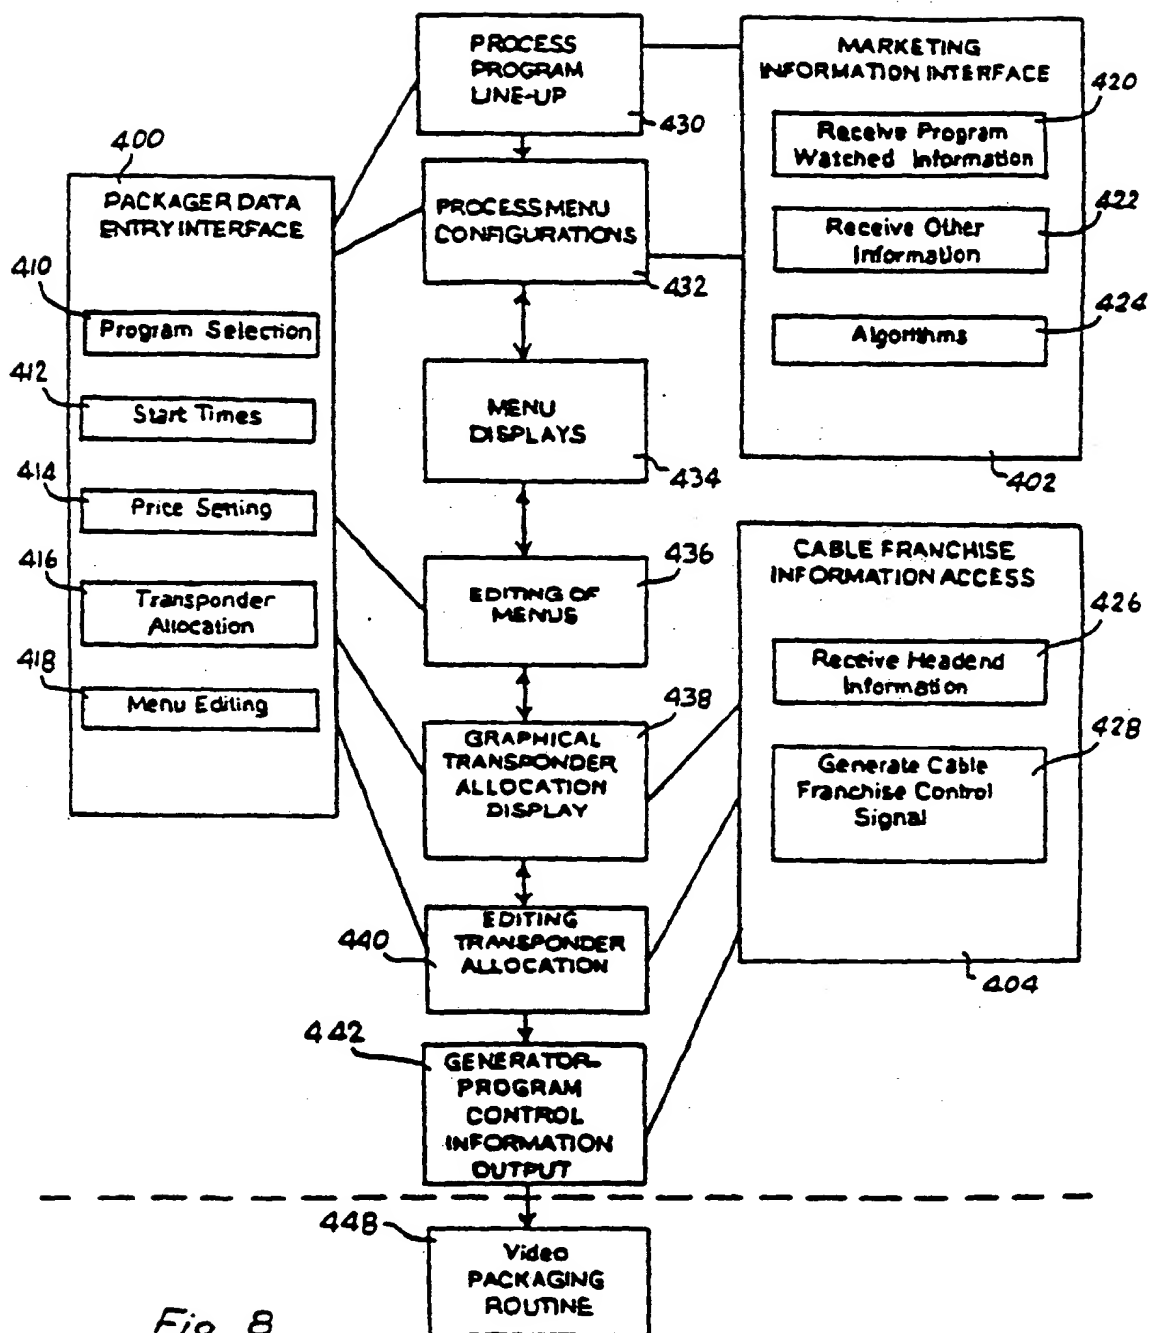 PROCESS
PROGRAM
LINE-UP
430
MARKETING
INFORMATION INTERFACE
420
Receive Program
Watched Information
422
Receive Other
Information
424
Algorithms
402
400
PACKAGER DATA
ENTRY INTERFACE
410
Program Selection
412
Start Times
414
Price Setting
416
Transponder
Allocation
418
Menu Editing
PROCESS MENU
CONFIGURATIONS
432
MENU
DISPLAYS
434
EDITING OF
MENUS
436
GRAPHICAL
TRANSPONDER
ALLOCATION
DISPLAY
438
CABLE FRANCHISE
INFORMATION ACCESS
426
Receive Headend
Information
428
Generate Cable
Franchise Control
Signal
404
EDITING
TRANSPONDER
ALLOCATION
440
442
GENERATOR-
PROGRAM
CONTROL
INFORMATION
OUTPUT
448
Video
PACKAGING
ROUTINE
Fig. 8